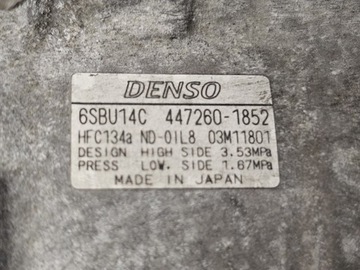 DENSO
6SBU14C 447260-1852
HFC134a ND-OIL8 03M11801
DESIGN HIGH SIDE 3.53MPa
PRESS LOW. SIDE 1.87MPa
MADE IN JAPAN